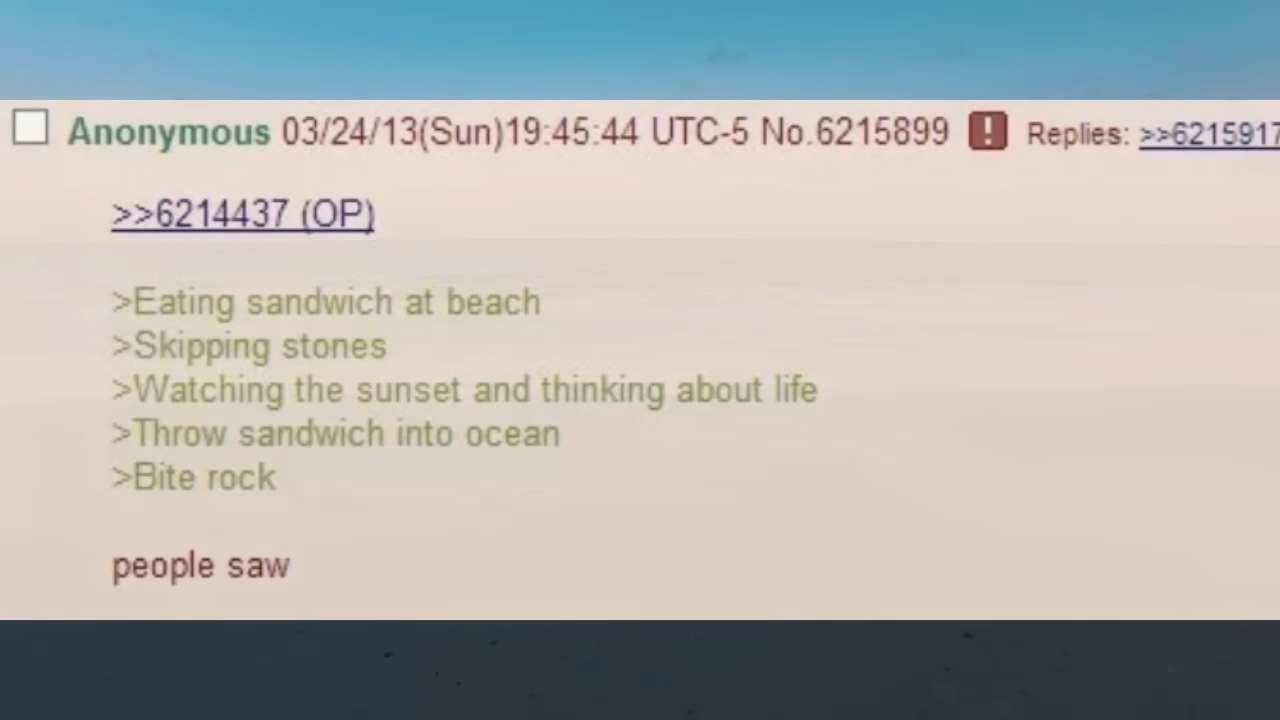 Anonymous 03/24/13(Sun)19:45:44 UTC-5 No.6215899 ! Replies: >>6215917
>>6214437 (OP)
>Eating sandwich at beach
>Skipping stones
>Watching the sunset and thinking about life
>Throw sandwich into ocean
>Bite rock
people saw